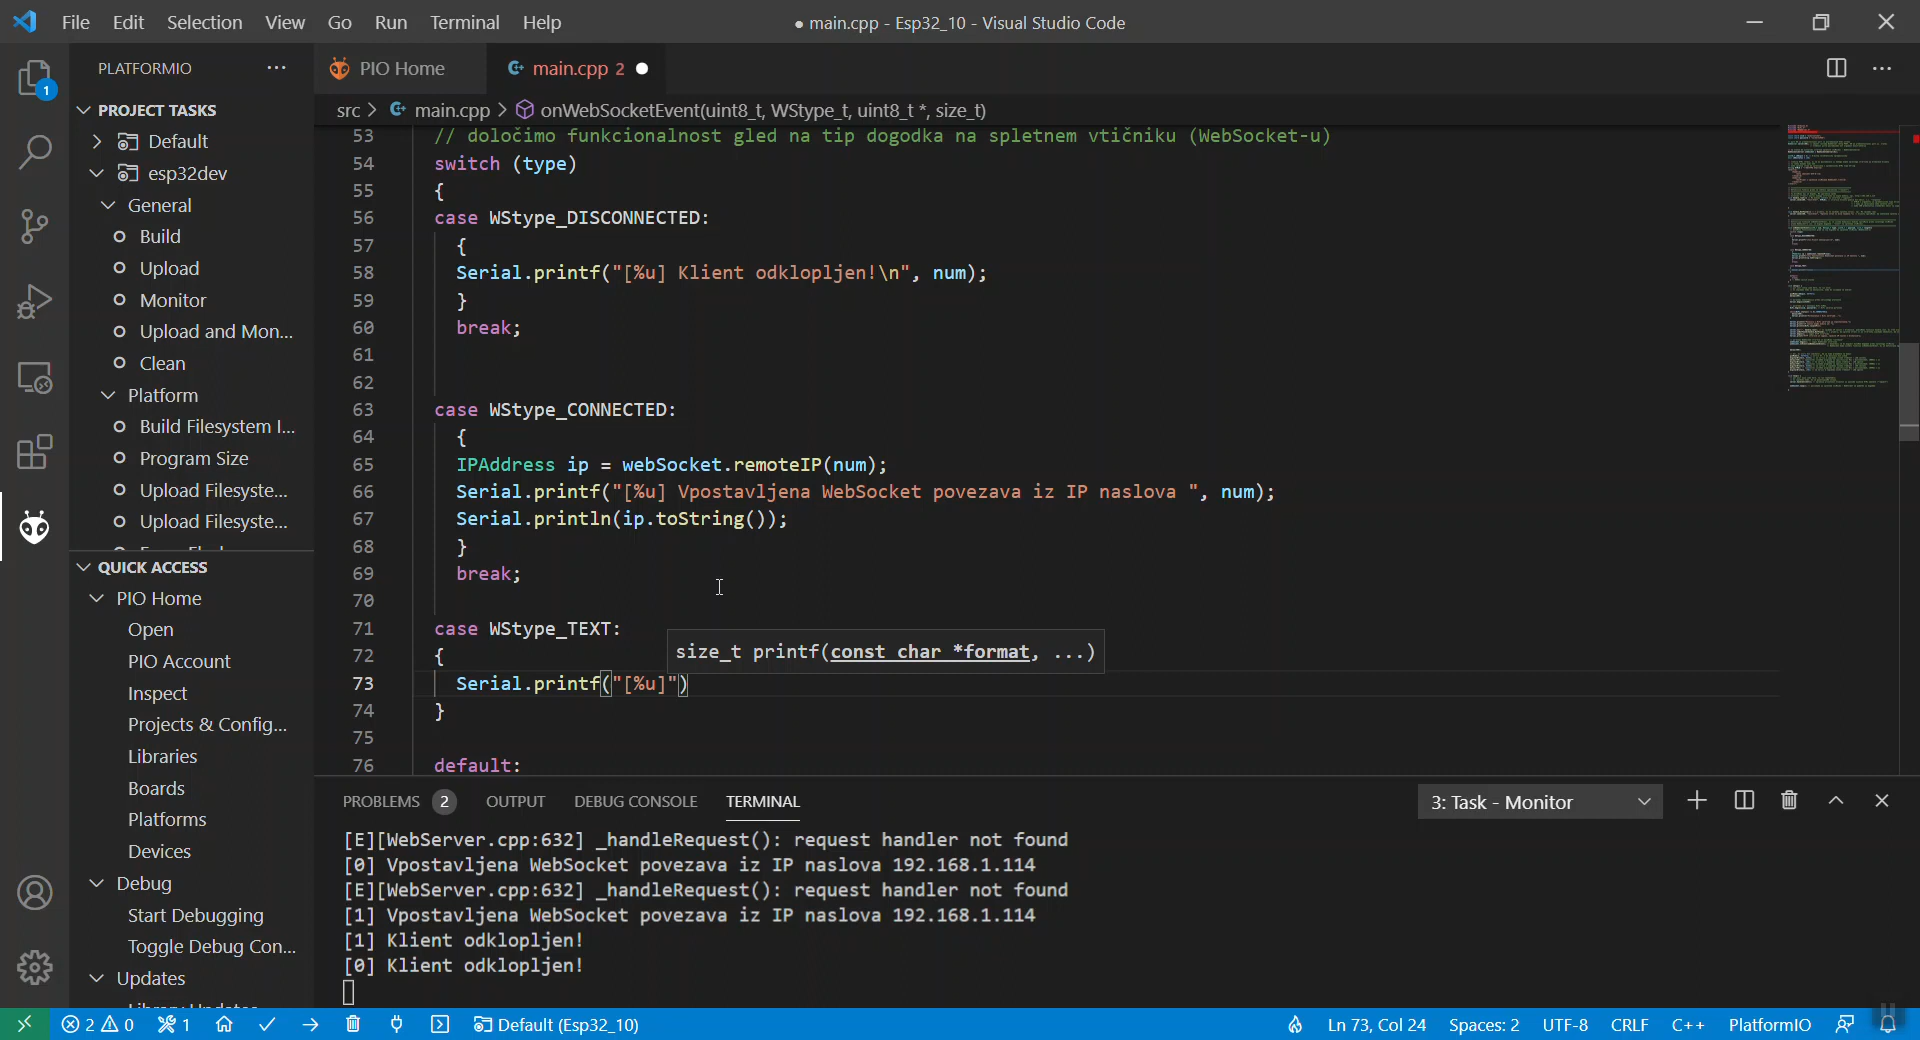 File Edit Selection View Go Run Terminal Help
● main.cpp - Esp32_10 - Visual Studio Code
PLATFORMIO
PIO Home
main.cpp 2
PROJECT TASKS
src > main.cpp > onWebSocketEvent(uint8_t, WStype_t, uint8_t *, size_t)
Default
esp32dev
General
Build
Upload
Monitor
Upload and Mon...
Clean
Platform
Build Filesystem I...
Program Size
Upload Filesyste...
Upload Filesyste...
QUICK ACCESS
PIO Home
Open
PIO Account
Inspect
Projects & Config...
Libraries
Boards
Platforms
Devices
Debug
Start Debugging
Toggle Debug Con...
Updates
1
53 // določimo funkcionalnost gled na tip dogodka na spletnem vtičniku (WebSocket-u)
54 switch (type)
55 {
56 case WStype_DISCONNECTED:
57 {
58 Serial.printf("[%u] Klient odklopljen!\n", num);
59 }
60 break;
61
62
63 case WStype_CONNECTED:
64 {
65 IPAddress ip = webSocket.remoteIP(num);
66 Serial.printf("[%u] Vpostavljena WebSocket povezava iz IP naslova ", num);
67 Serial.println(ip.toString());
68 }
69 break;
70
71 case WStype_TEXT:
72 {
size_t printf(const char *format, ...)
73 Serial.printf("[%u]")
74 }
75
76 default:
PROBLEMS 2 OUTPUT DEBUG CONSOLE TERMINAL
3: Task - Monitor
[E][WebServer.cpp:632] _handleRequest(): request handler not found
[0] Vpostavljena WebSocket povezava iz IP naslova 192.168.1.114
[E][WebServer.cpp:632] _handleRequest(): request handler not found
[1] Vpostavljena WebSocket povezava iz IP naslova 192.168.1.114
[1] Klient odklopljen!
[0] Klient odklopljen!
2 0 1 Default (Esp32_10)
Ln 73, Col 24 Spaces: 2 UTF-8 CRLF C++ PlatformIO